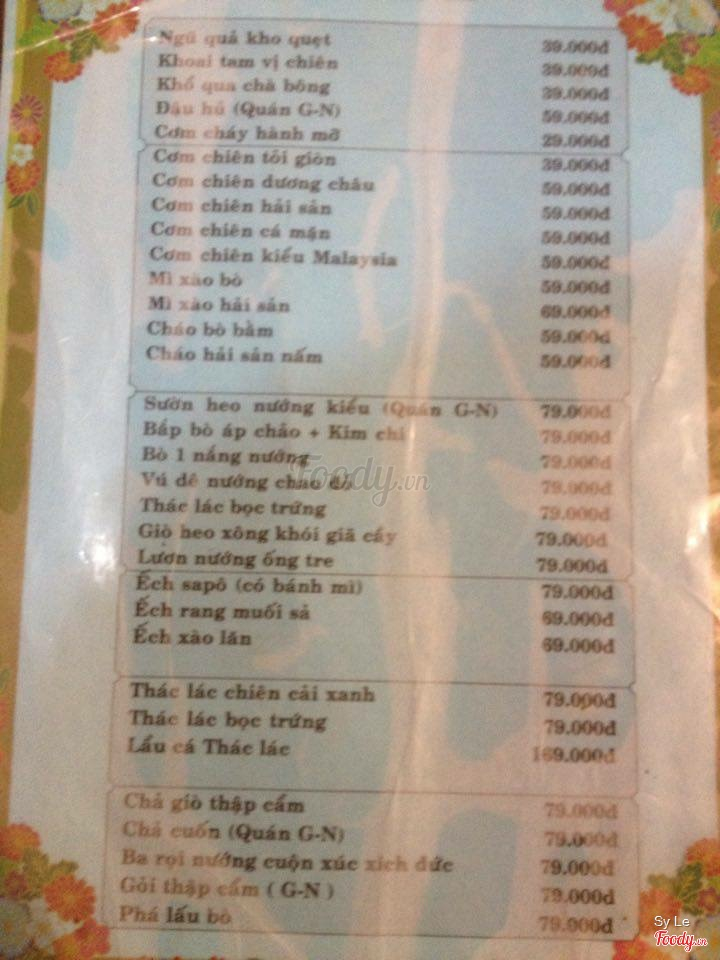 Ngũ quả kho quẹt 39.000đ
Khoai tam vị chiên 39.000đ
Khổ qua chà bông 39.000đ
Đậu hủ (Quán G-N) 59.000đ
Cơm cháy hành mỡ 29.000đ
Cơm chiên tỏi giòn 39.000đ
Cơm chiên dương châu 59.000đ
Cơm chiên hải sản 59.000đ
Cơm chiên cá mặn 59.000đ
Cơm chiên kiểu Malaysia 59.000đ
Mì xào bò 59.000đ
Mì xào hải sản 69.000đ
Cháo bò bằm 59.000đ
Cháo hải sản nấm 59.000đ
Sườn heo nướng kiểu (Quán G-N) 79.000đ
Bắp bò áp chảo + Kim chi 79.000đ
Bò 1 nắng nướng 79.000đ
Vú dê nướng chao đỏ 79.000đ
Foody.vn
Thác lác bọc trứng 79.000đ
Giò heo xông khói giã cầy 79.000đ
Lươn nướng ống tre 79.000đ
Ếch sapô (có bánh mì) 79.000đ
Ếch rang muối sả 69.000đ
Ếch xào lăn 69.000đ
Thác lác chiên cải xanh 79.000đ
Thác lác bọc trứng 79.000đ
Lẩu cá Thác lác 169.000đ
Chả giò thập cẩm 79.000đ
Chả cuốn (Quán G-N) 79.000đ
Ba rọi nướng cuộn xúc xích đức 79.000đ
Gỏi thập cẩm ( G-N ) 79.000đ
Phá lấu bò 79.000đ
Sy Le
Foody.vn